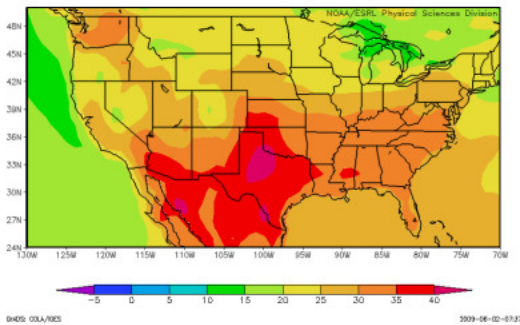 NOAA/ESRL Physical Sciences Division
48N
45N
42N
39N
36N
33N
30N
27N
24N
130W 125W 120W 115W 110W 105W 100W 95W 90W 85W 80W 75W 70W
-5 0 5 10 15 20 25 30 35 40
GrADS: COLA/IGES